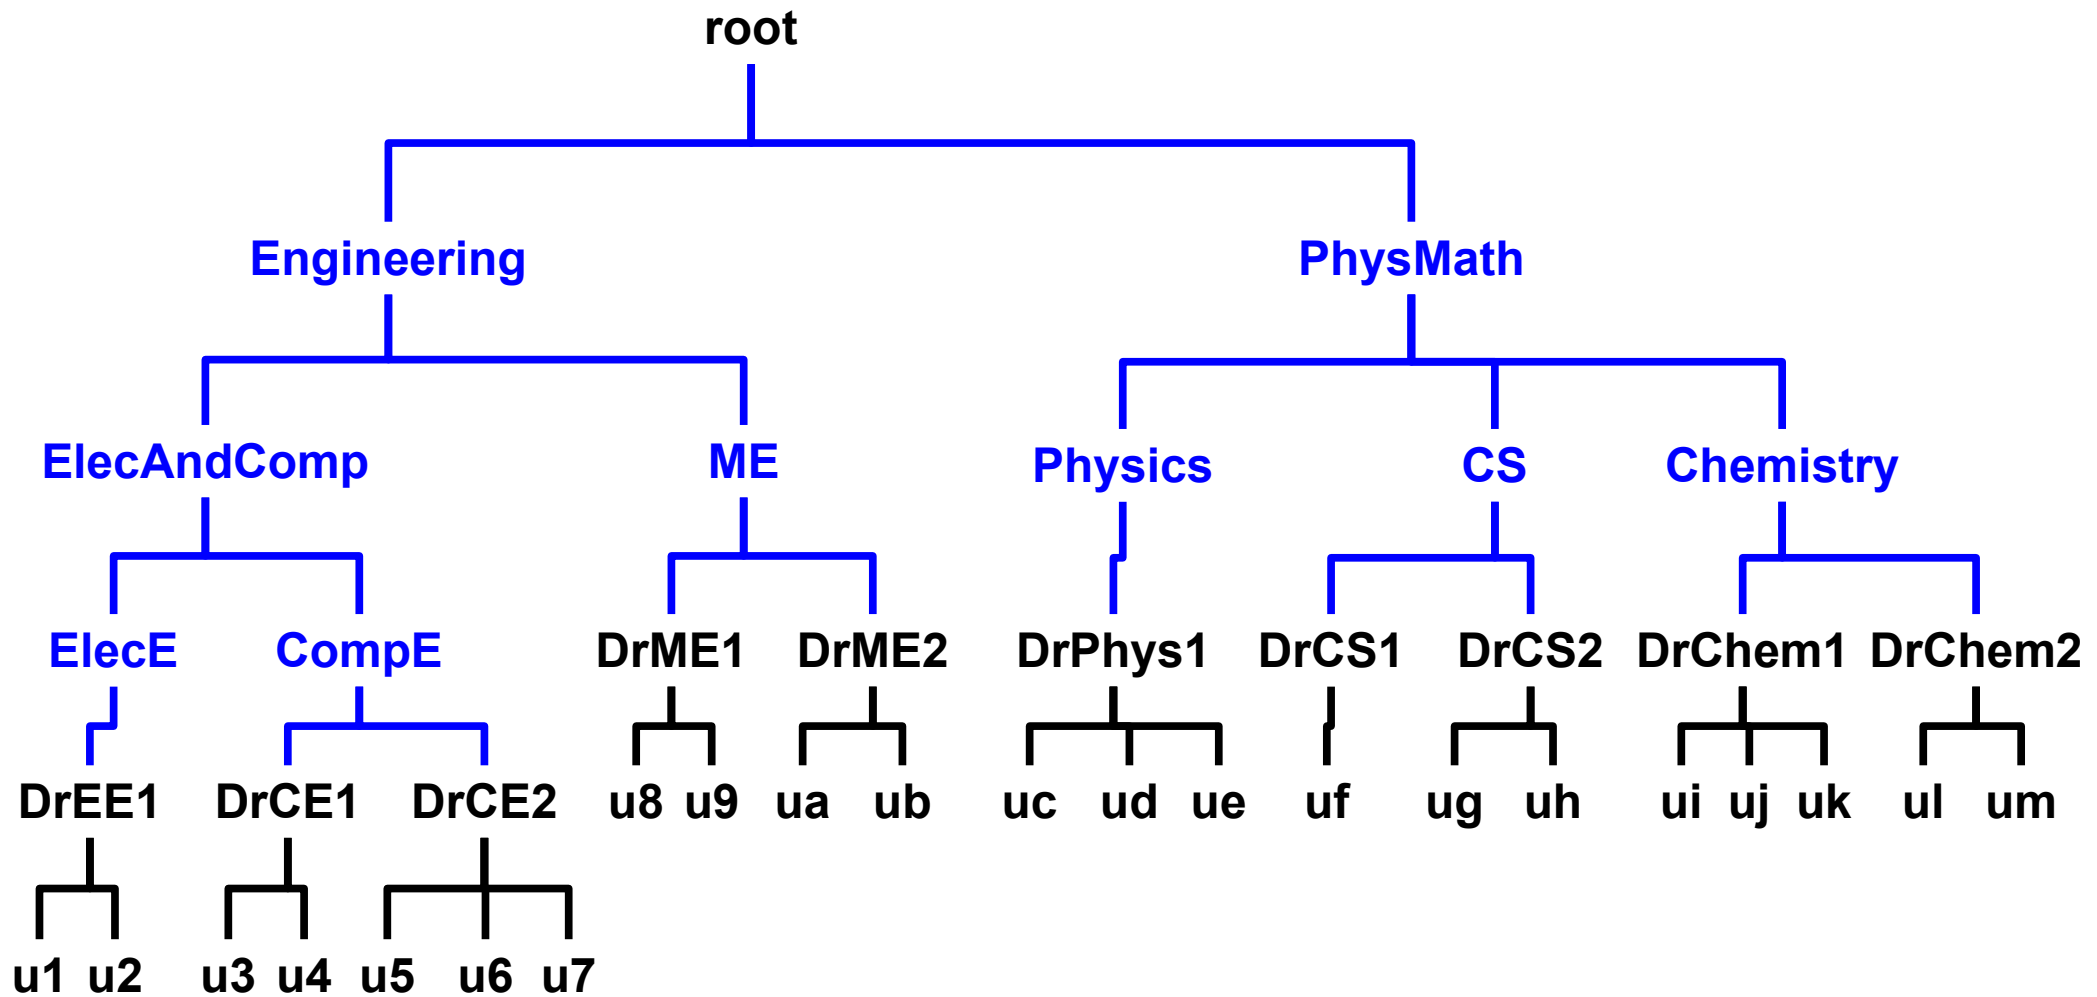 root
Engineering PhysMath
ElecAndComp ME Physics CS Chemistry
ElecE CompE DrME1 DrME2 DrPhys1 DrCS1 DrCS2 DrChem1 DrChem2
DrEE1 DrCE1 DrCE2 u8 u9 ua ub uc ud ue uf ug uh ui uj uk ul um
u1 u2 u3 u4 u5 u6 u7